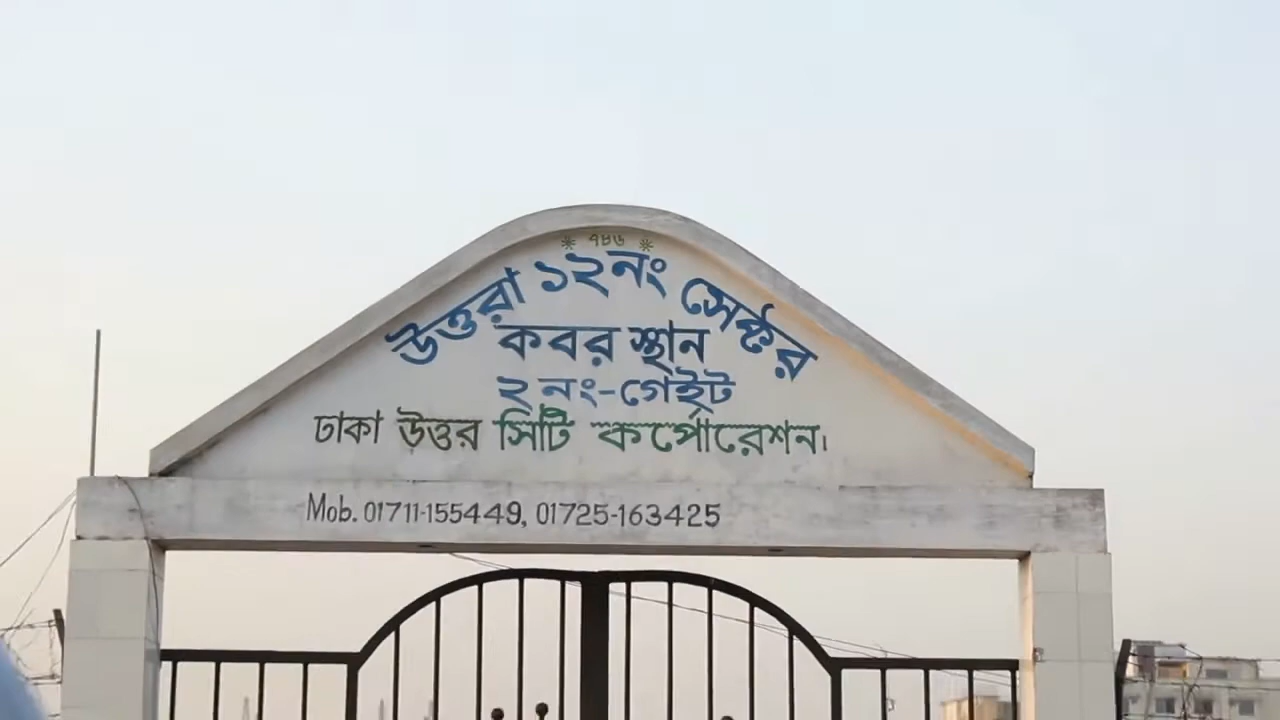 * ৭৮৬ *
উত্তরা ১২নং সেক্টর
কবর স্থান
২ নং-গেইট
ঢাকা উত্তর সিটি কর্পোরেশন।
Mob. 01711-155449, 01725-163425